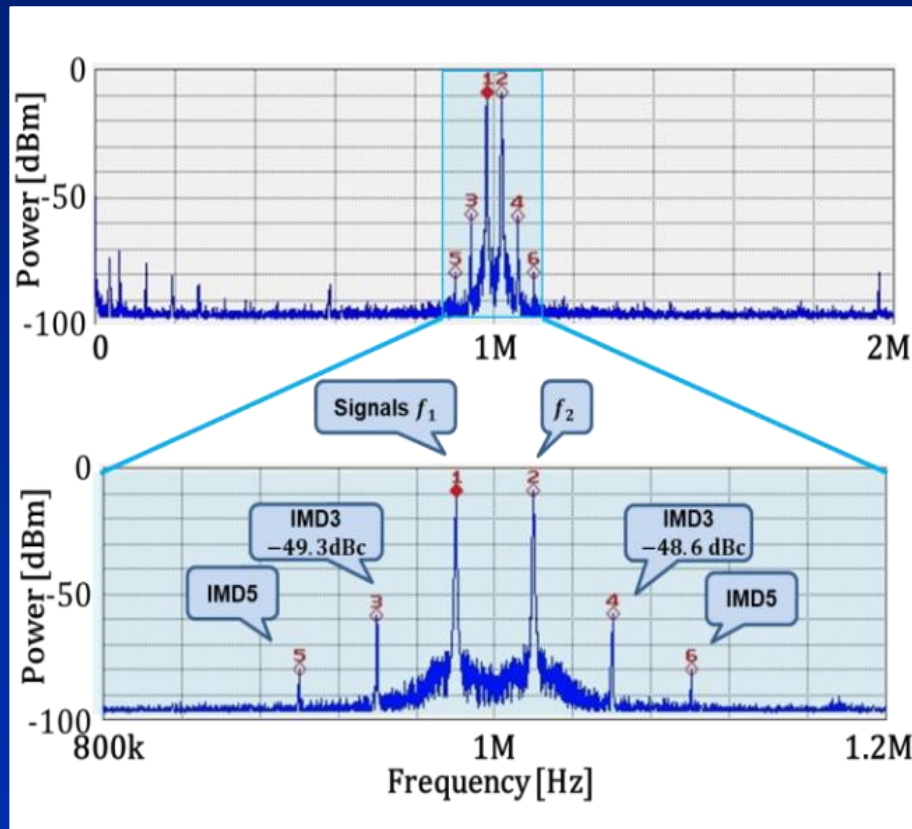 Power [dBm]
0
-50
-100
1 2
3
4
5
6
0
1M
2M
Signals f₁
f₂
Power [dBm]
0
-50
-100
1
2
IMD3
−49.3dBc
IMD3
−48.6 dBc
IMD5
IMD5
3
4
5
6
800k
1M
1.2M
Frequency [Hz]